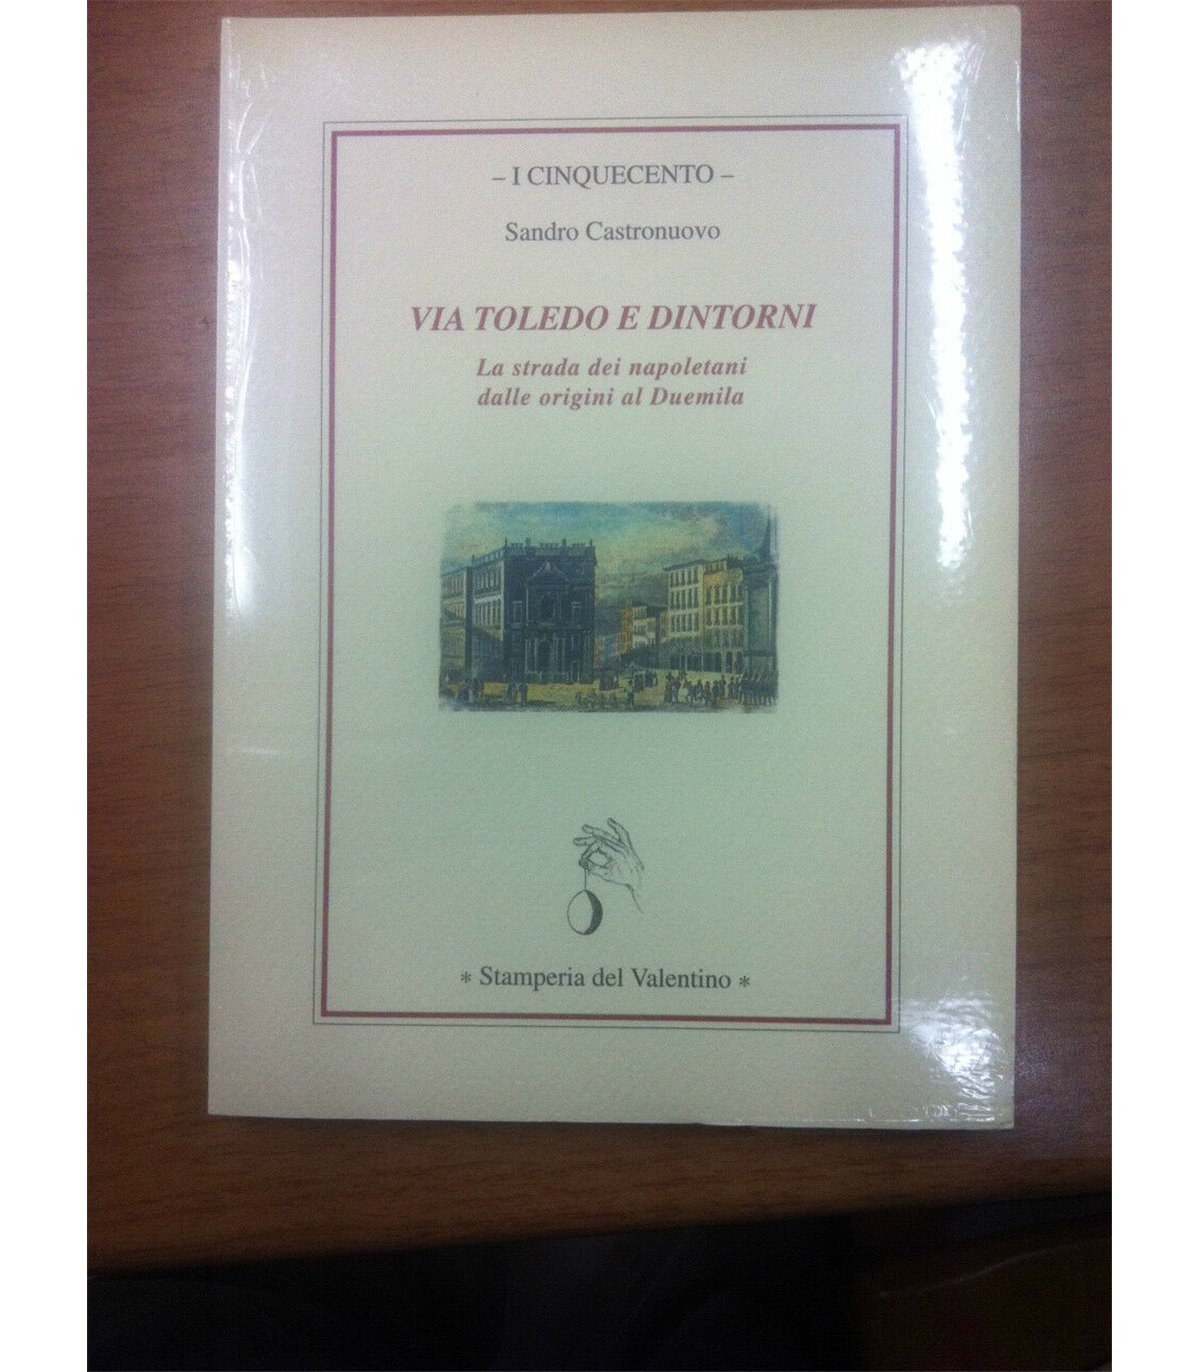 – I CINQUECENTO –
Sandro Castronuovo
VIA TOLEDO E DINTORNI
La strada dei napoletani
dalle origini al Duemila
* Stamperia del Valentino *